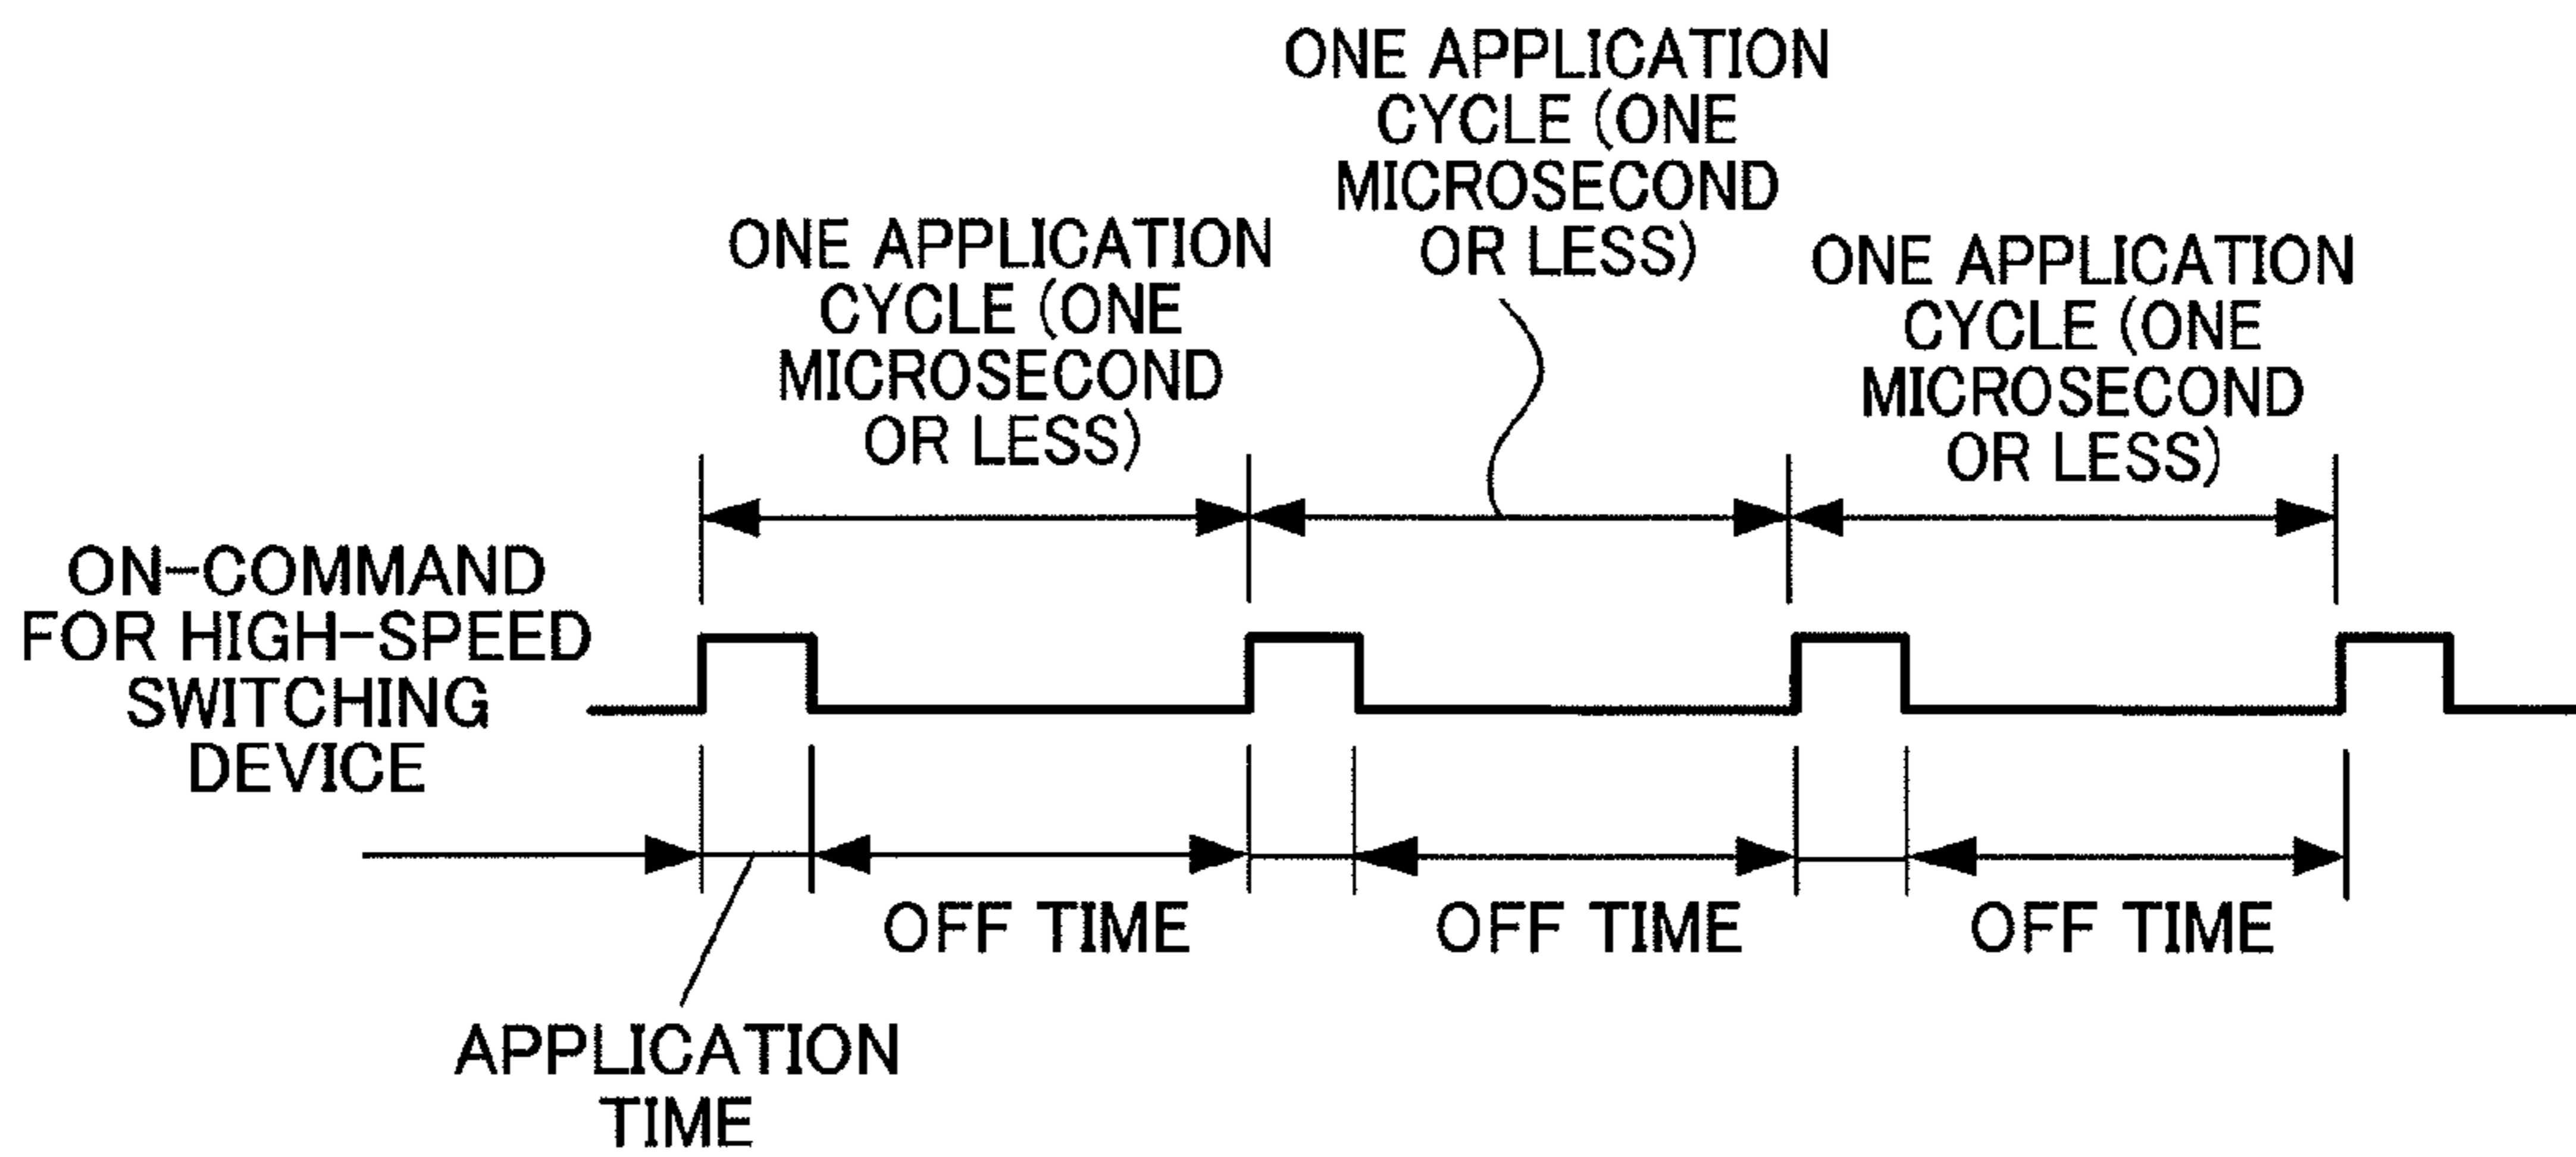 ONE APPLICATION
CYCLE (ONE
MICROSECOND
OR LESS)
ONE APPLICATION
CYCLE (ONE
MICROSECOND
OR LESS)
ONE APPLICATION
CYCLE (ONE
MICROSECOND
OR LESS)
ON-COMMAND
FOR HIGH-SPEED
SWITCHING
DEVICE
OFF TIME
OFF TIME
OFF TIME
APPLICATION
TIME